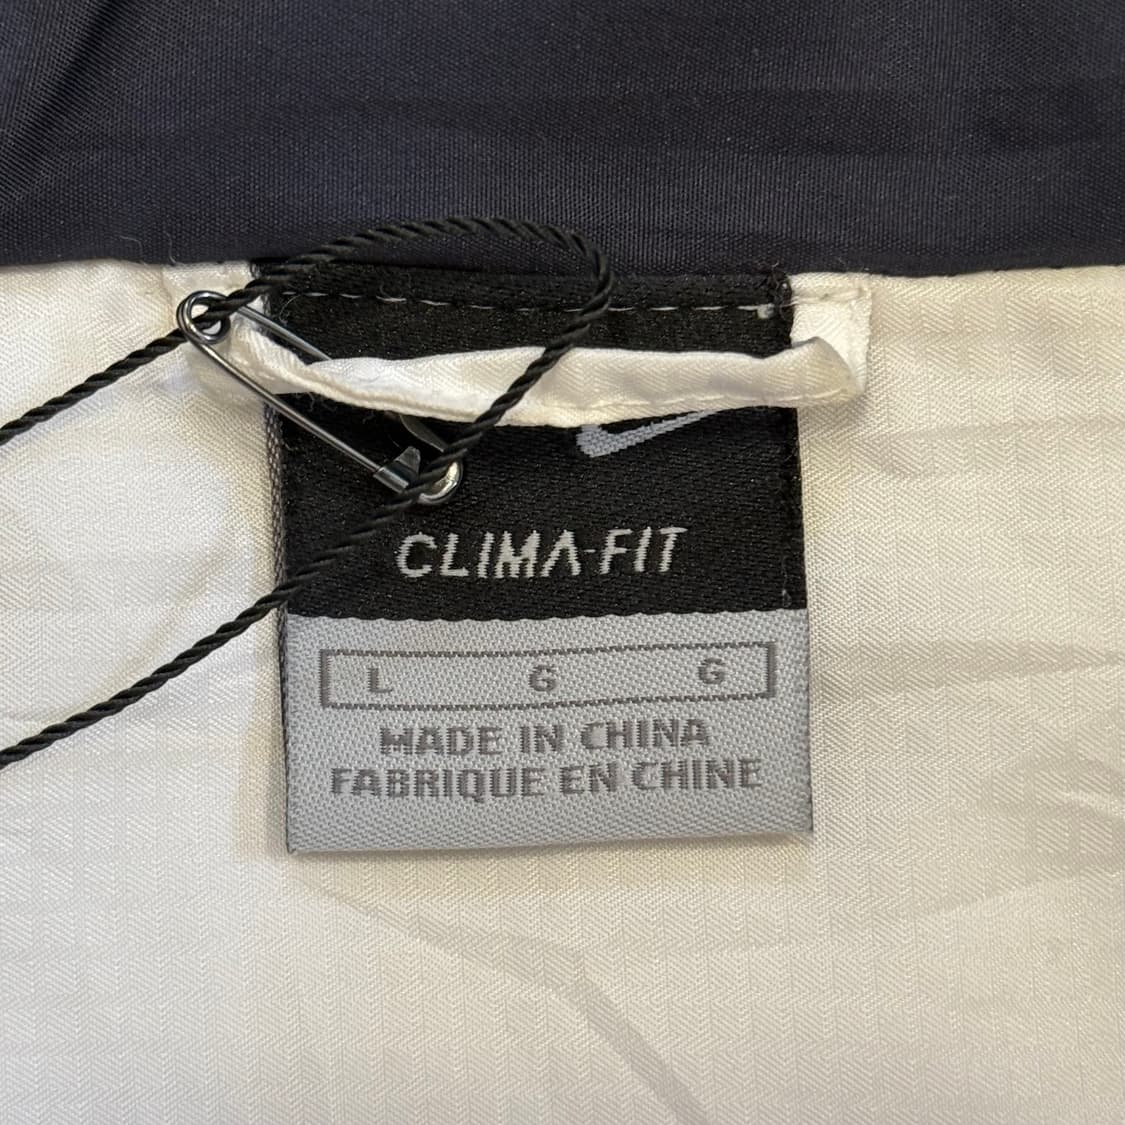 CLIMA-FIT
L G G
MADE IN CHINA
FABRIQUE EN CHINE